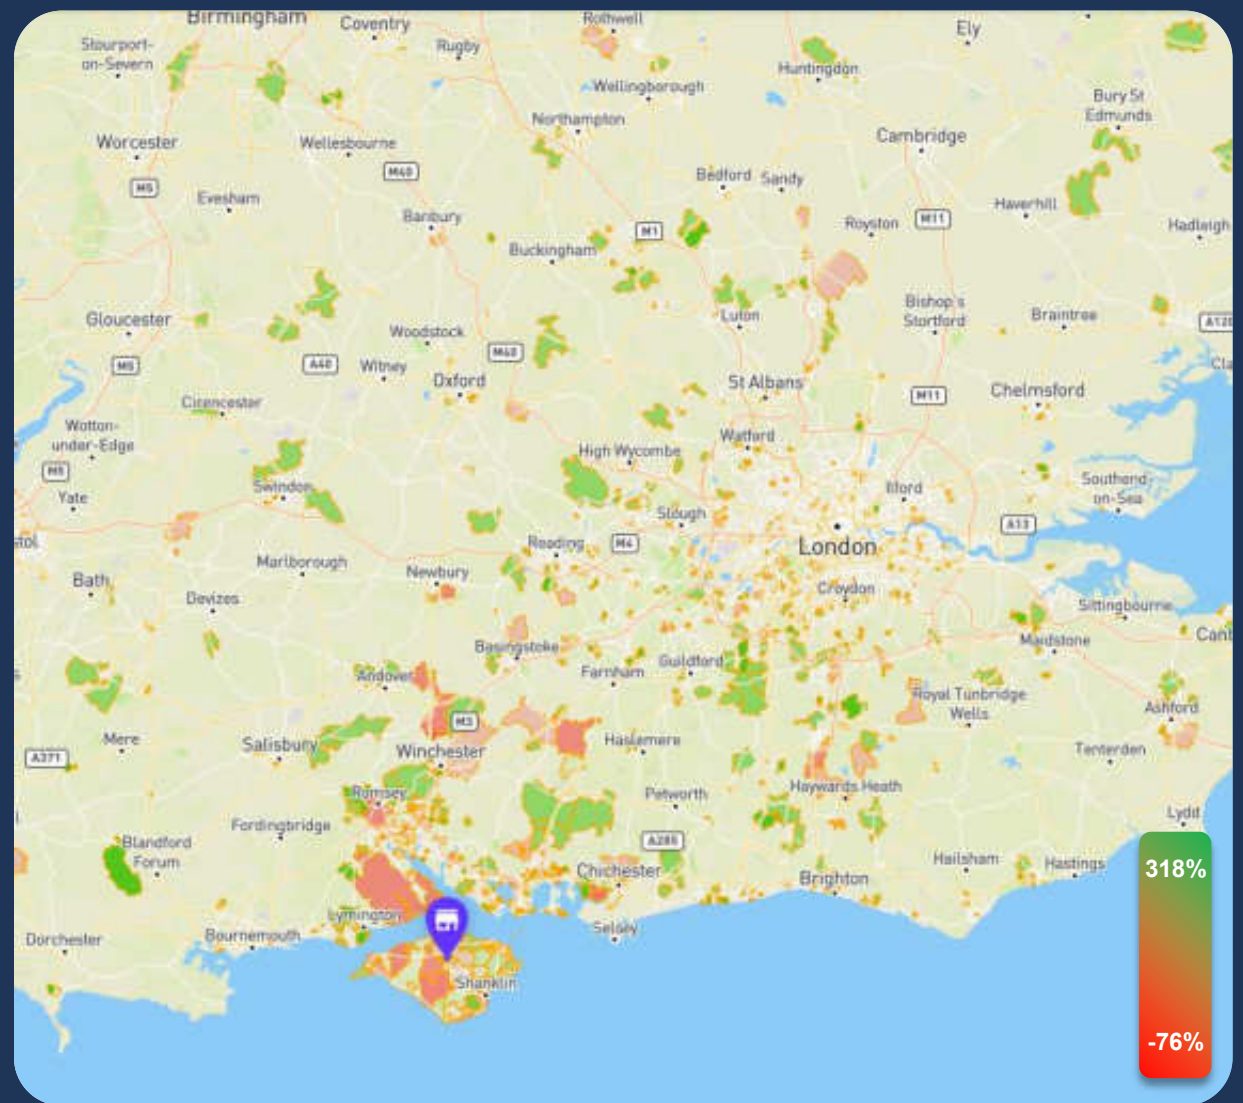 Birmingham
Coventry
Rothwell
Ely
Stourport-
on-Severn
Rugby
Huntingdon
Wellingborough
Bury St
Edmunds
Northampton
Worcester
Wellesbourne
Cambridge
M40
M5
Bedford
Sandy
Evesham
Haverhill
Banbury
M1
Royston
M11
Hadleigh
Buckingham
Gloucester
Woodstock
Luton
Bishop's
Stortford
Braintree
M40
M5
A40
Witney
Oxford
St Albans
M11
Chelmsford
Cirencester
Wotton-
under-Edge
Watford
High Wycombe
M5
Yate
Swindon
Ilford
Southend-
on-Sea
Slough
A13
Reading
M4
London
Marlborough
Newbury
Bath
Devizes
Croydon
Sittingbourne
Maidstone
Cant
Basingstoke
Andover
Farnham
Guildford
Royal Tunbridge
Wells
Ashford
M3
Mere
Salisbury
Winchester
Haslemere
Tenterden
A371
Romsey
Petworth
Haywards Heath
Lydd
Fordingbridge
Blandford
Forum
A285
Chichester
Brighton
Hailsham
Hastings
318%
Lymington
Selsey
Dorchester
Bournemouth
Shanklin
-76%